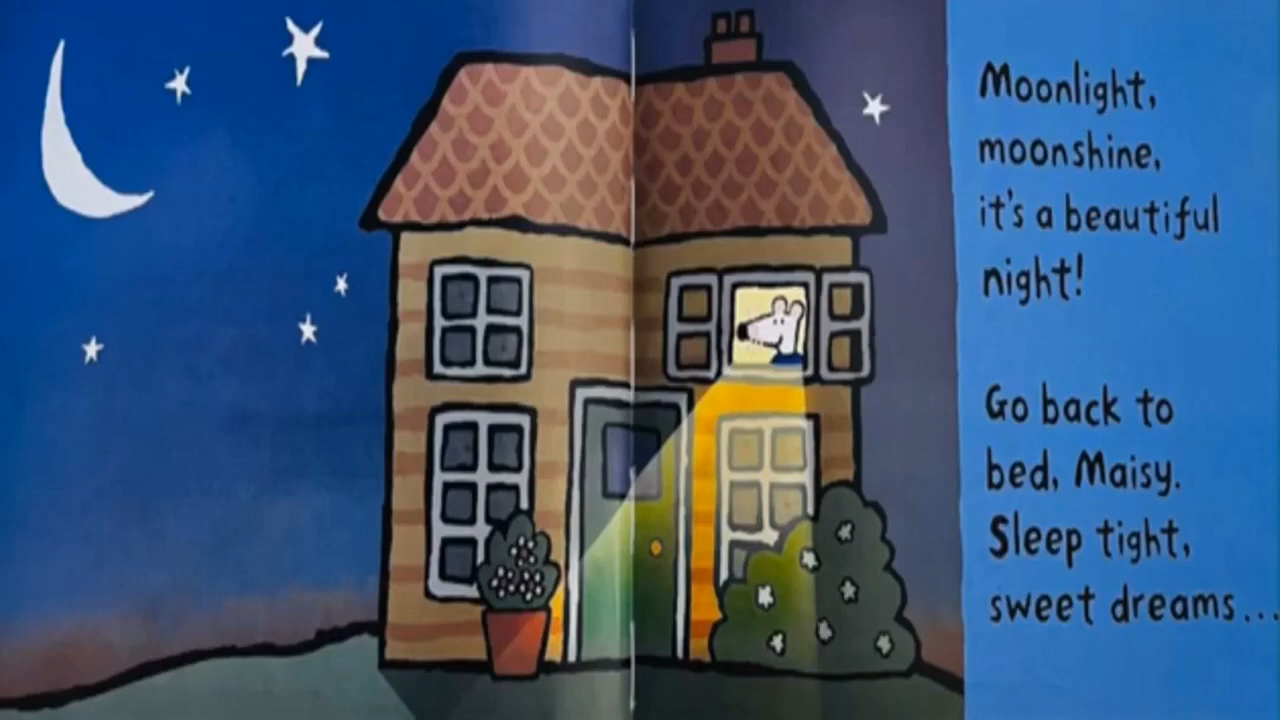 Moonlight,
moonshine,
it's a beautiful
night!
Go back to
bed, Maisy.
Sleep tight,
sweet dreams...